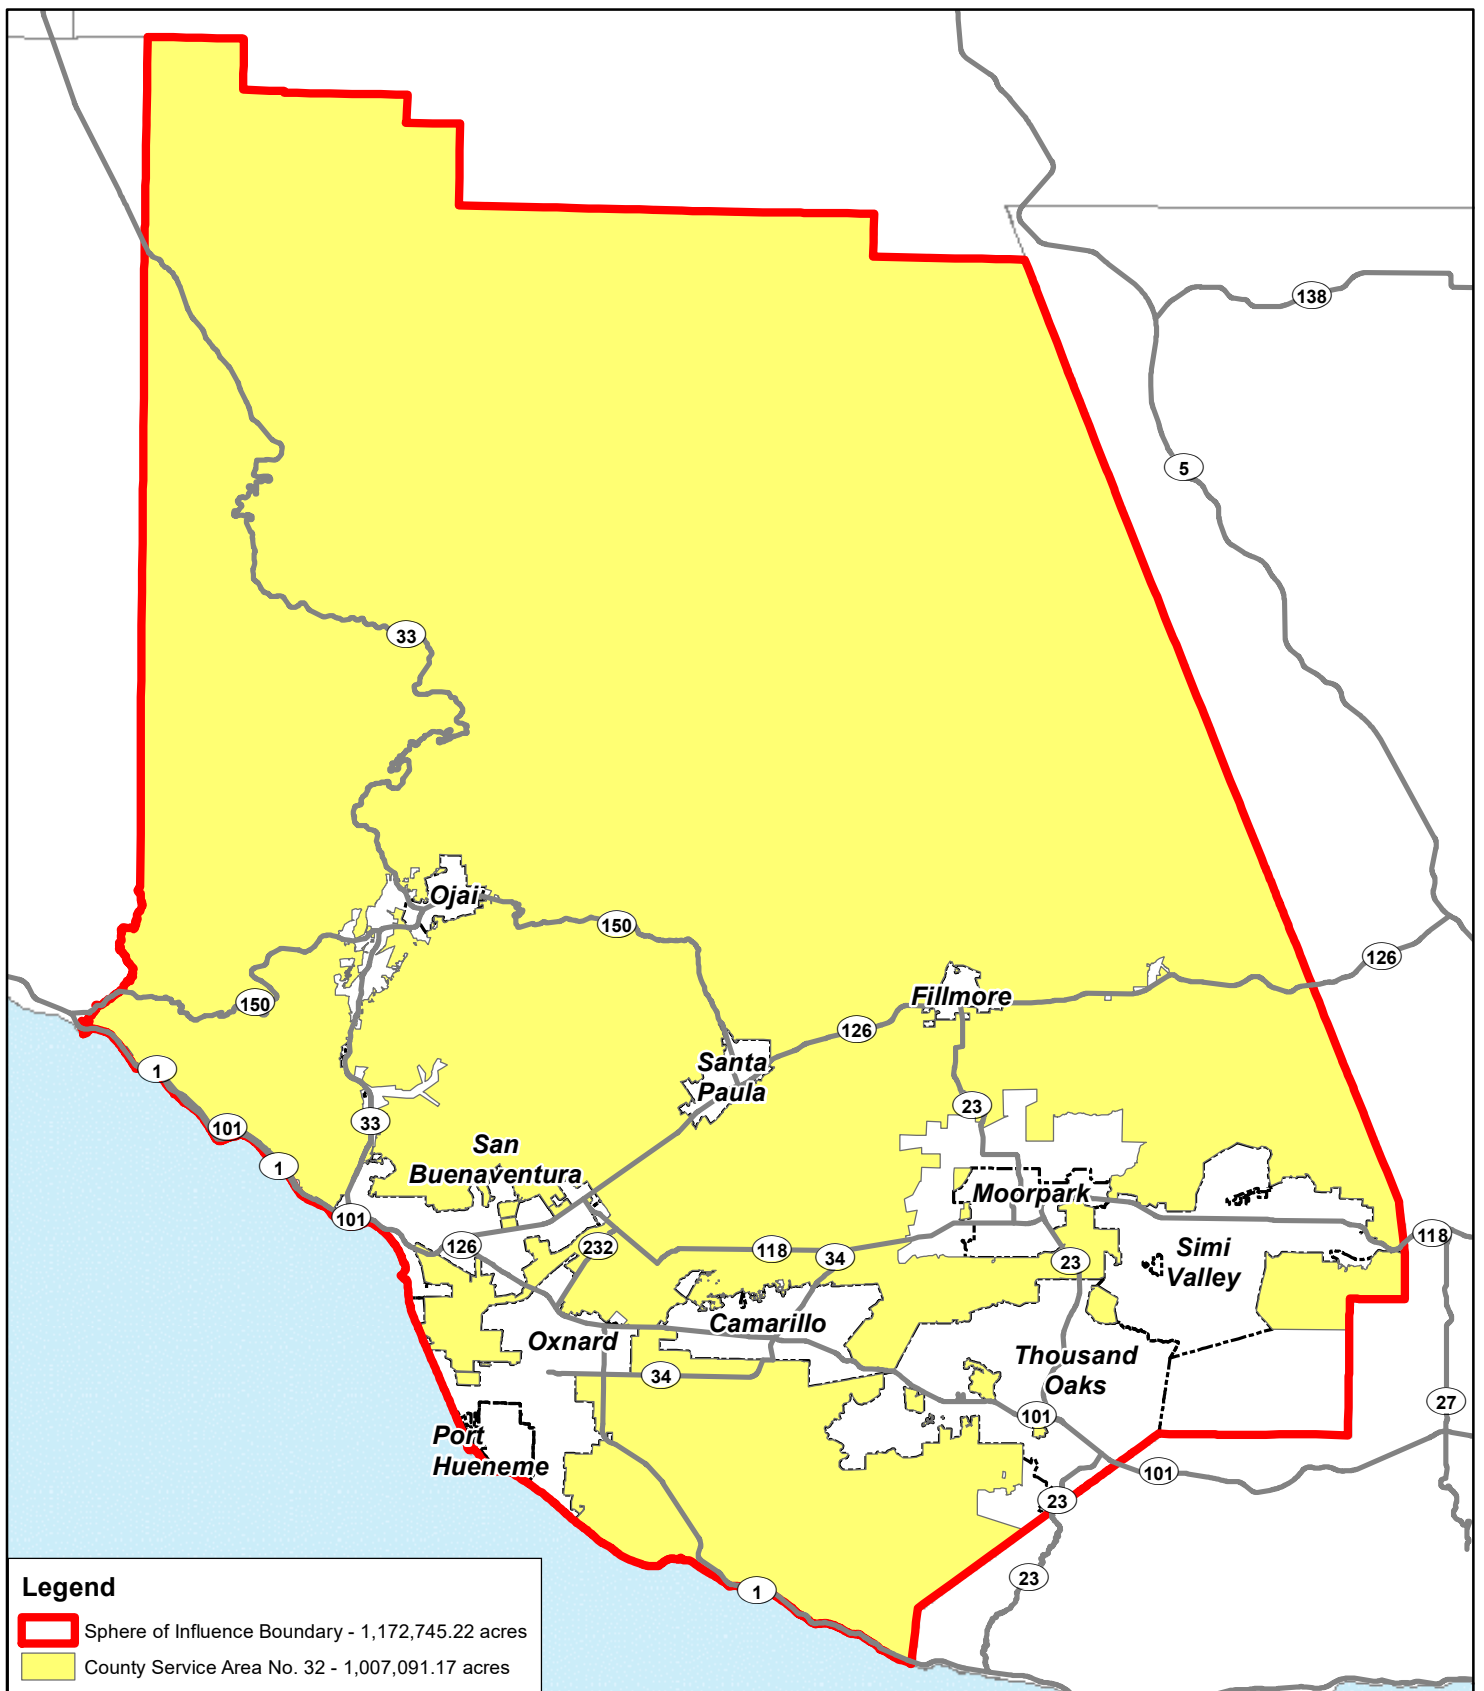 138
5
33
Ojai
150
126
150
Fillmore
126
Santa
Paula
1
23
101
33
San
Buenaventura
1
Moorpark
101
126
232
118
34
23
Simi
Valley
118
Camarillo
Oxnard
Thousand
Oaks
34
27
101
Port
Hueneme
101
23
23
1
Legend
Sphere of Influence Boundary - 1,172,745.22 acres
County Service Area No. 32 - 1,007,091.17 acres